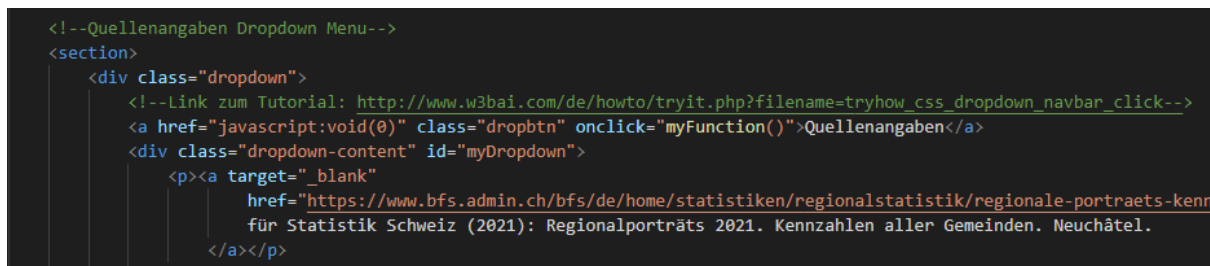 <!--Quellenangaben Dropdown Menu-->
<section>
<div class="dropdown">
<!--Link zum Tutorial: http://www.w3bai.com/de/howto/tryit.php?filename=tryhow_css_dropdown_navbar_click-->
<a href="javascript:void(0)" class="dropbtn" onclick="myFunction()">Quellenangaben</a>
<div class="dropdown-content" id="myDropdown">
<p><a target="_blank"
href="https://www.bfs.admin.ch/bfs/de/home/statistiken/regionalstatistik/regionale-portraets-kenn
für Statistik Schweiz (2021): Regionalporträts 2021. Kennzahlen aller Gemeinden. Neuchâtel.
</a></p>